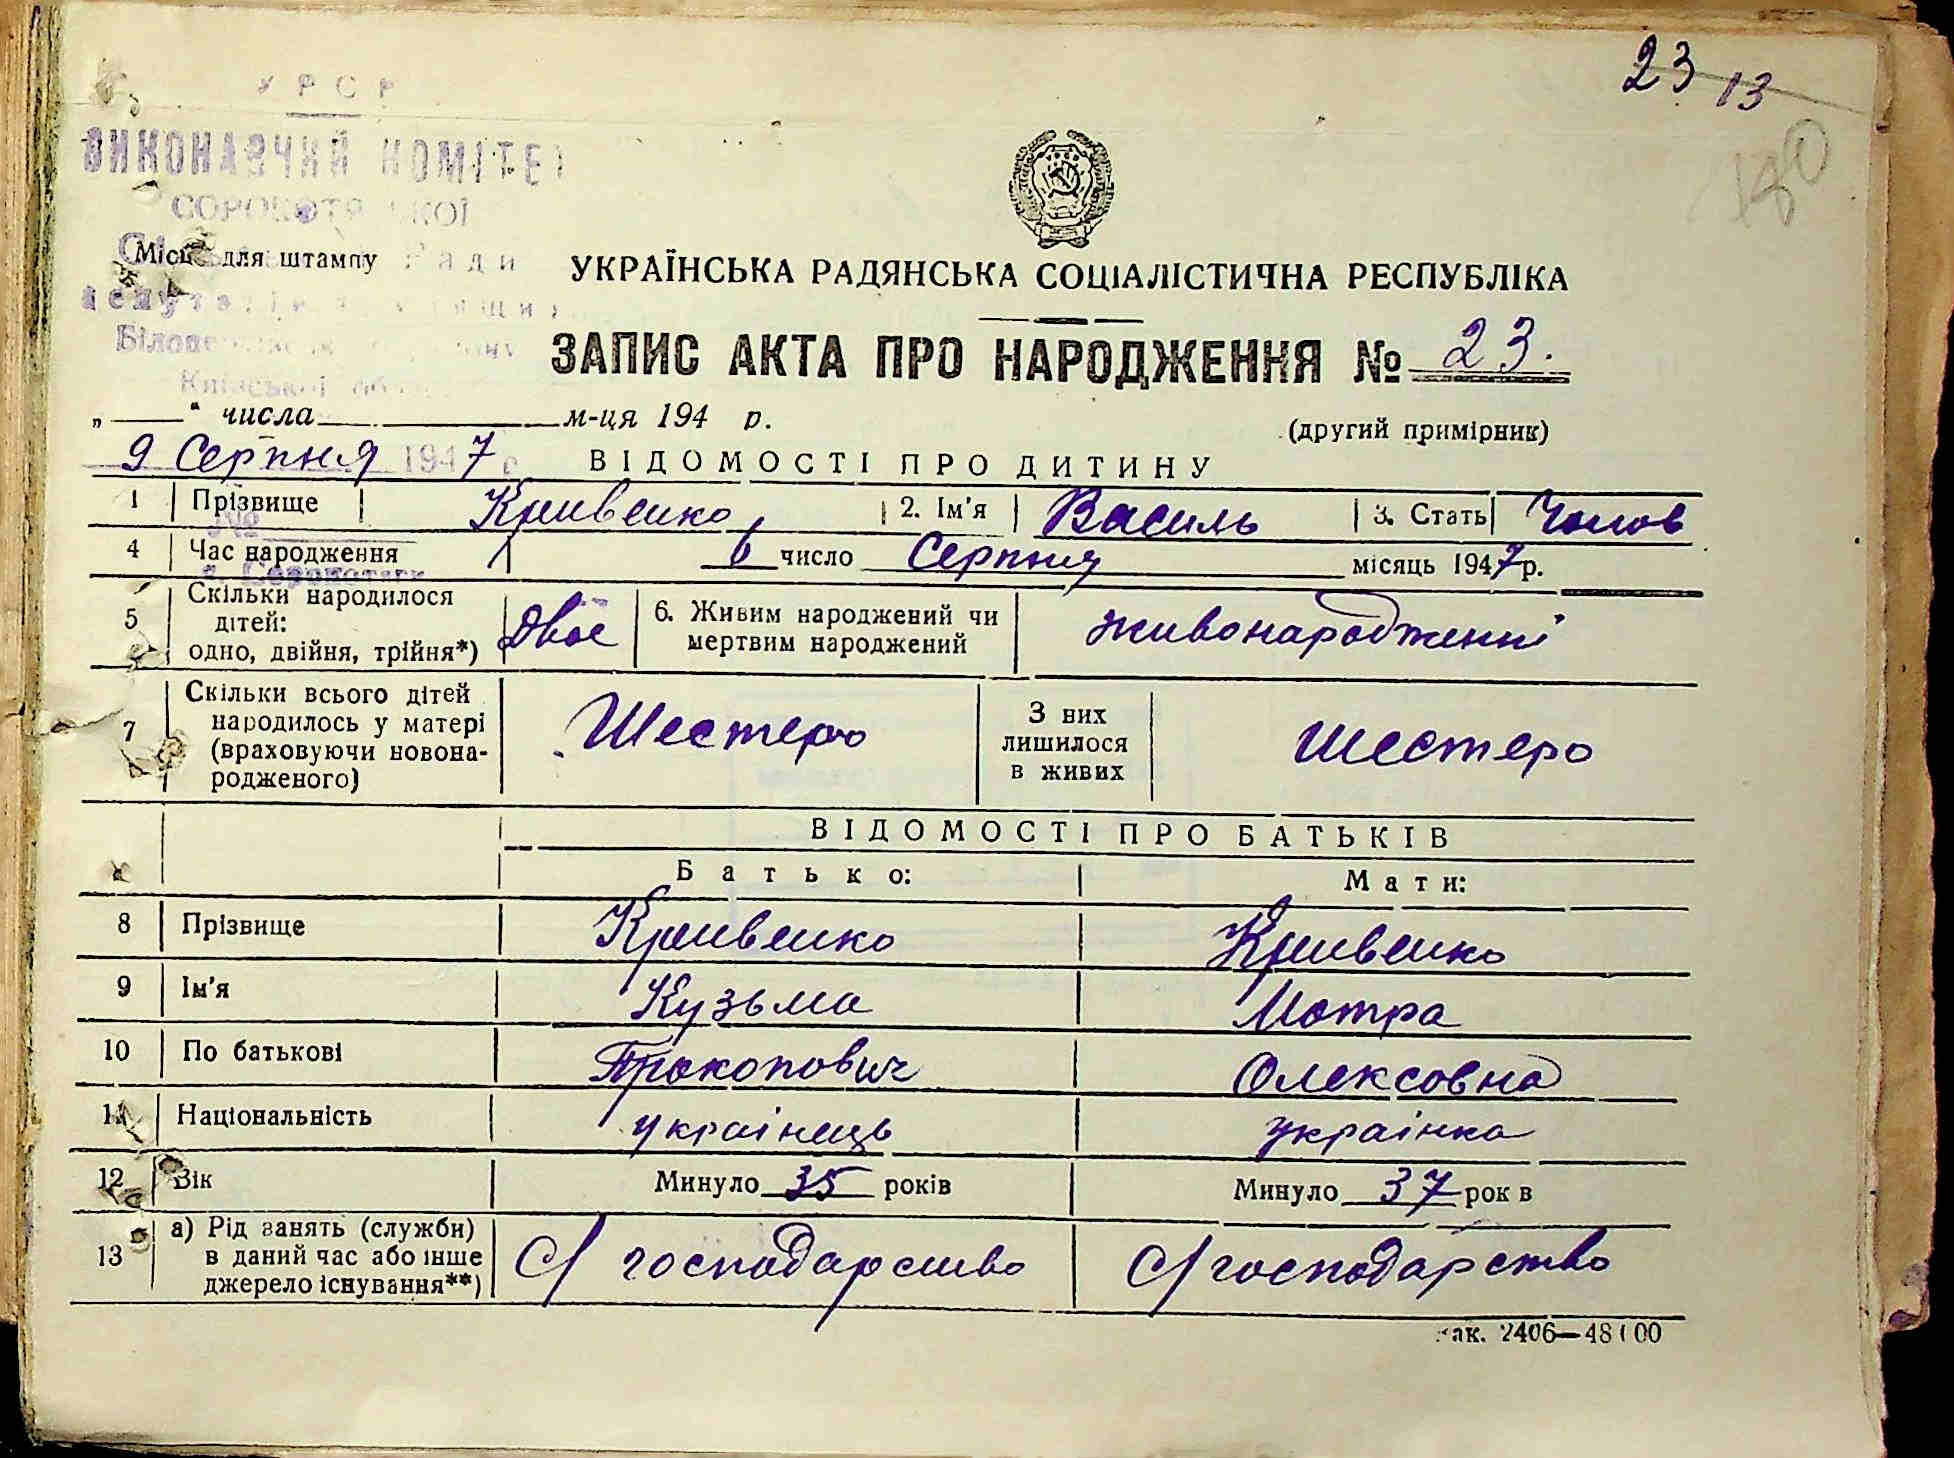 23 13
180
УРСР
ВИКОНАВЧИЙ КОМІТЕТ
Місце для штампу
УКРАЇНСЬКА РАДЯНСЬКА СОЦІАЛІСТИЧНА РЕСПУБЛІКА
ЗАПИС АКТА ПРО НАРОДЖЕННЯ № 23.
„ “ числа м-ця 194 р.
(другий примірник)
9 Серпня 1947 р
ВІДОМОСТІ ПРО ДИТИНУ
1 Прізвище Кривенко 2. Ім'я Василь 3. Стать Чолов
№
4 Час народження 6 число Серпня місяць 1947 р.
5 Скільки народилося дітей: одно, двійня, трійня*) Двоє 6. Живим народжений чи мертвим народжений живонародженні
7 Скільки всього дітей народилось у матері (враховуючи новонародженого) Шестеро З них лишилося в живих Шестеро
ВІДОМОСТІ ПРО БАТЬКІВ
Батько: Мати:
8 Прізвище Кривенко Кривенко
9 Ім'я Кузьма Мотра
10 По батькові Прокопович Олексовна
11 Національність українець українка
12 Вік Минуло 35 років Минуло 37 рок в
13 а) Рід занять (служби) в даний час або інше джерело існування**) С/господарство С/господарство
зак. 2406—48100